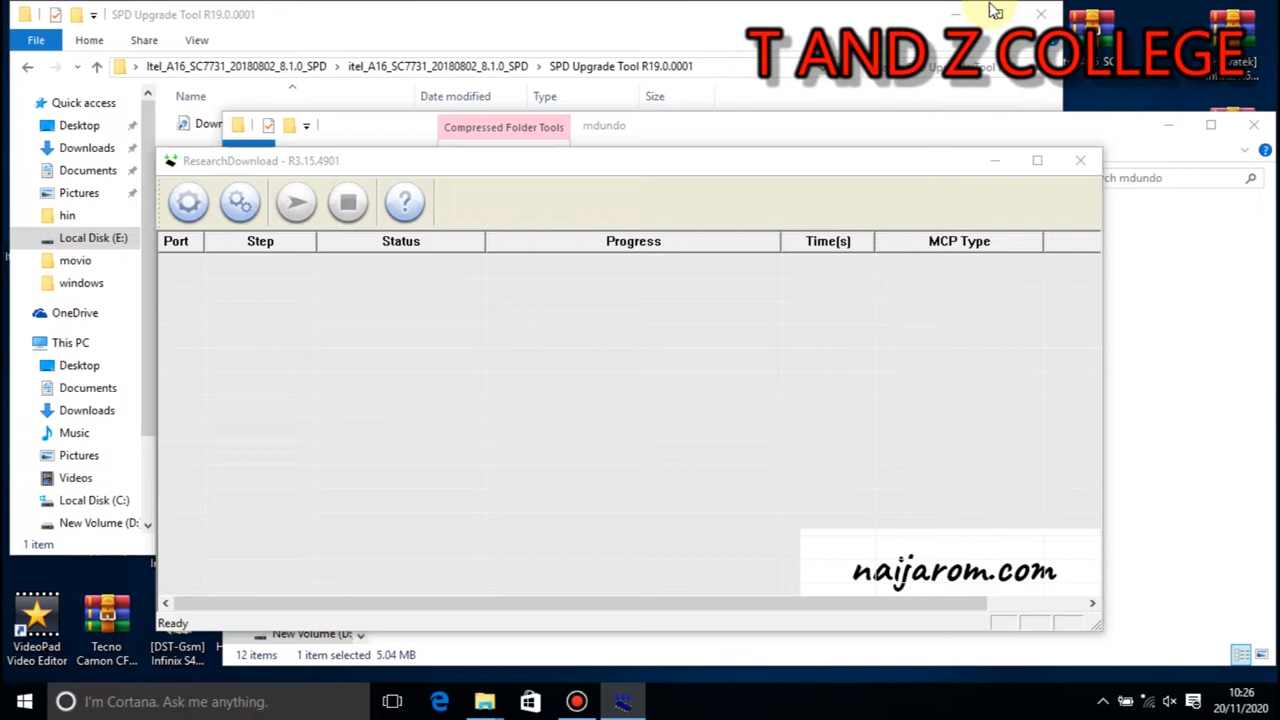 SPD Upgrade Tool R19.0.0001
File Home Share View
T AND Z COLLEGE
Itel_A16_SC7731_20180802_8.1.0_SPD
itel_A16_SC7731_20180802_8.1.0_SPD
SPD Upgrade Tool R19.0.0001
Name Date modified Type Size
Quick access
Desktop
Downloads
Documents
Pictures
hin
Local Disk (E:)
movio
windows
OneDrive
This PC
Desktop
Documents
Downloads
Music
Pictures
Videos
Local Disk (C:)
New Volume (D:
1 item
Compressed Folder Tools mdundo
ch mdundo
ResearchDownload - R3.15.4901
Port Step Status Progress Time(s) MCP Type
naijarom.com
Ready
New Volume (D:
12 items 1 item selected 5.04 MB
VideoPad
Video Editor
Tecno
Camon CF...
[DST-Gsm]
Infinix S4...
I'm Cortana. Ask me anything.
10:26
20/11/2020